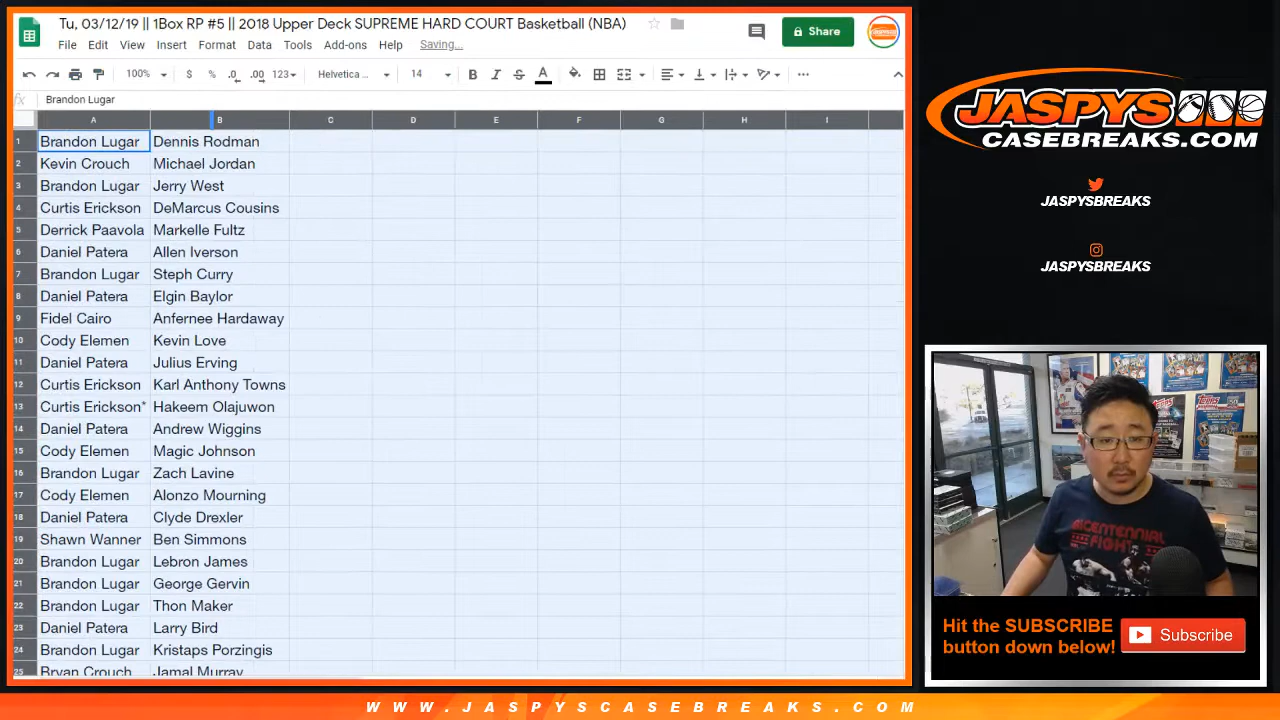 Tu, 03/12/19 || 1Box RP #5 || 2018 Upper Deck SUPREME HARD COURT Basketball (NBA)
File Edit View Insert Format Data Tools Add-ons Help Saving...
Share
100% $ % .0 .00 123 Helvetica ... 14 B I S A
fx Brandon Lugar
A B C D E F G H I
1 Brandon Lugar Dennis Rodman
2 Kevin Crouch Michael Jordan
3 Brandon Lugar Jerry West
4 Curtis Erickson DeMarcus Cousins
5 Derrick Paavola Markelle Fultz
6 Daniel Patera Allen Iverson
7 Brandon Lugar Steph Curry
8 Daniel Patera Elgin Baylor
9 Fidel Cairo Anfernee Hardaway
10 Cody Elemen Kevin Love
11 Daniel Patera Julius Erving
12 Curtis Erickson Karl Anthony Towns
13 Curtis Erickson* Hakeem Olajuwon
14 Daniel Patera Andrew Wiggins
15 Cody Elemen Magic Johnson
16 Brandon Lugar Zach Lavine
17 Cody Elemen Alonzo Mourning
18 Daniel Patera Clyde Drexler
19 Shawn Wanner Ben Simmons
20 Brandon Lugar Lebron James
21 Brandon Lugar George Gervin
22 Brandon Lugar Thon Maker
23 Daniel Patera Larry Bird
24 Brandon Lugar Kristaps Porzingis
25 Bryan Crouch Jamal Murray
JASPYS
CASEBREAKS.COM
JASPYSBREAKS
JASPYSBREAKS
BICENTENNIAL
FIGHT
Hit the SUBSCRIBE
button down below!
Subscribe
WWW.JASPYSCASEBREAKS.COM